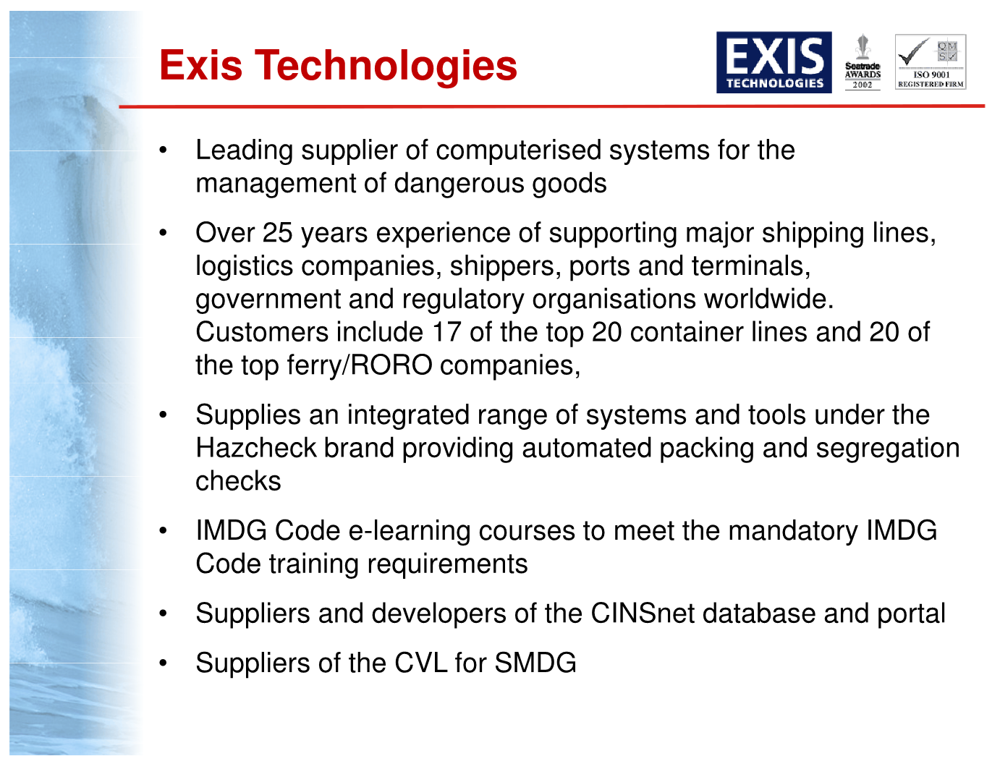 Exis Technologies
EXIS
TECHNOLOGIES
Seatrade
AWARDS
2002
QM
S
ISO 9001
REGISTERED FIRM
• Leading supplier of computerised systems for the
management of dangerous goods
• Over 25 years experience of supporting major shipping lines,
logistics companies, shippers, ports and terminals,
government and regulatory organisations worldwide.
Customers include 17 of the top 20 container lines and 20 of
the top ferry/RORO companies,
• Supplies an integrated range of systems and tools under the
Hazcheck brand providing automated packing and segregation
checks
• IMDG Code e-learning courses to meet the mandatory IMDG
Code training requirements
• Suppliers and developers of the CINSnet database and portal
• Suppliers of the CVL for SMDG